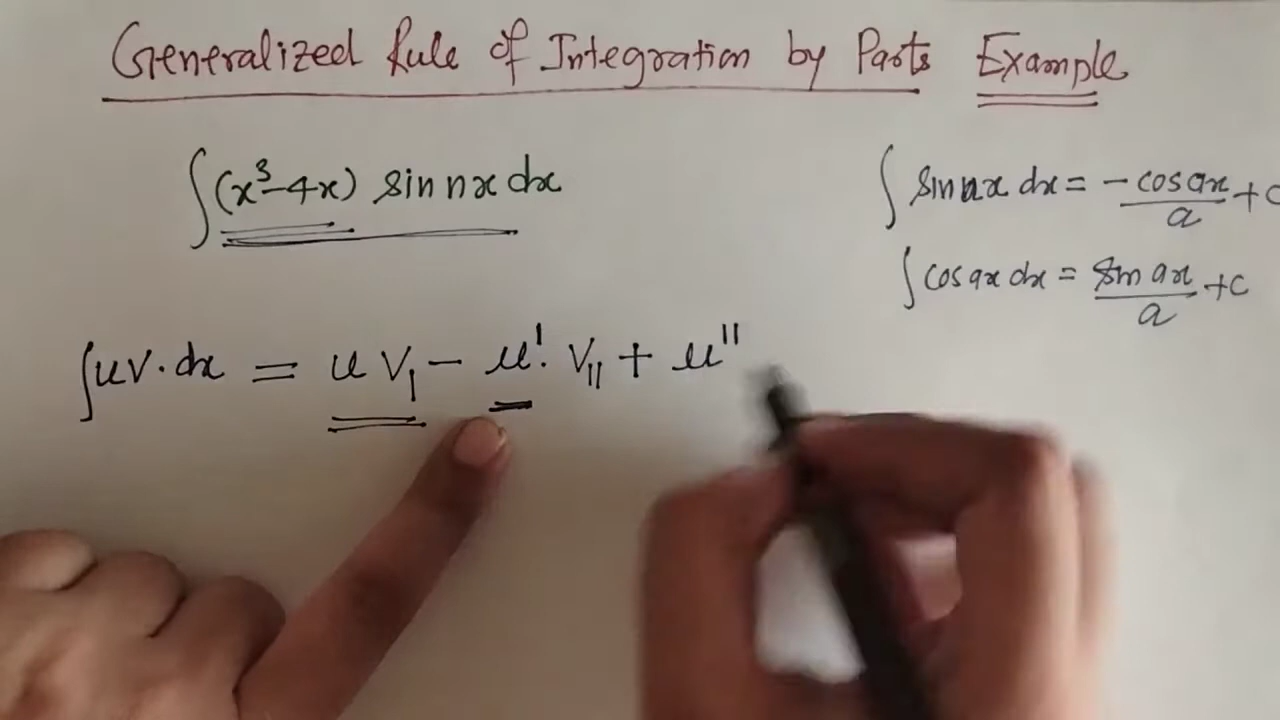 Generalized Rule of Integration by Parts Example
∫(x³-4x) sin nx dx
∫ sin ax dx = -cos ax/a + c
∫ cos ax dx = sin ax/a + c
∫uv·dx = u v₁ - u'· v₁₁ + u''